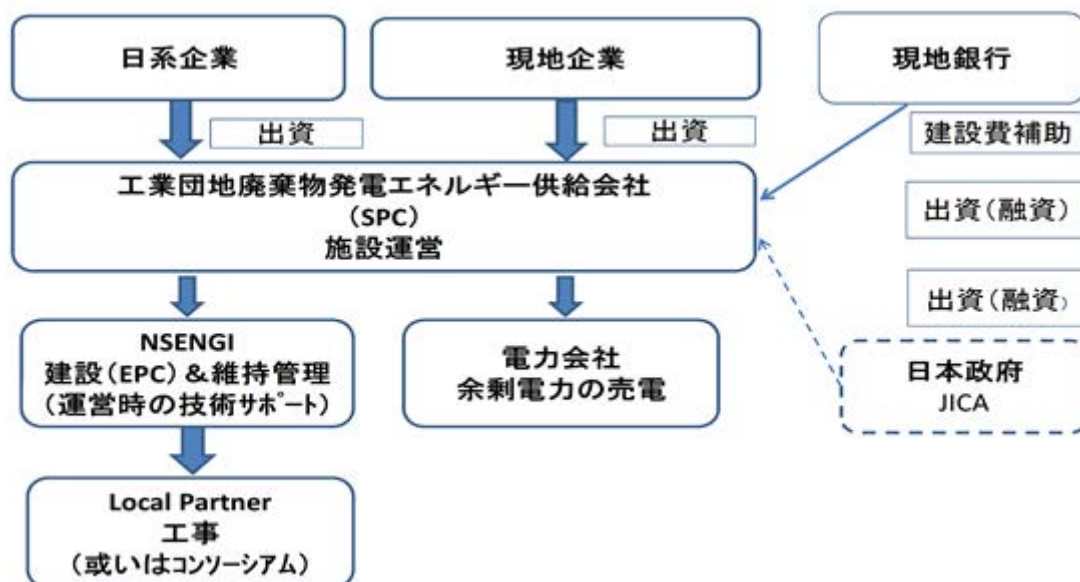 日系企業
現地企業
現地銀行
出資
出資
建設費補助
工業団地廃棄物発電エネルギー供給会社
(SPC)
施設運営
出資(融資)
出資(融資)
NSENGI
建設(EPC)&維持管理
(運営時の技術サポート)
電力会社
余剰電力の売電
日本政府
JICA
Local Partner
工事
(或いはコンソーシアム)